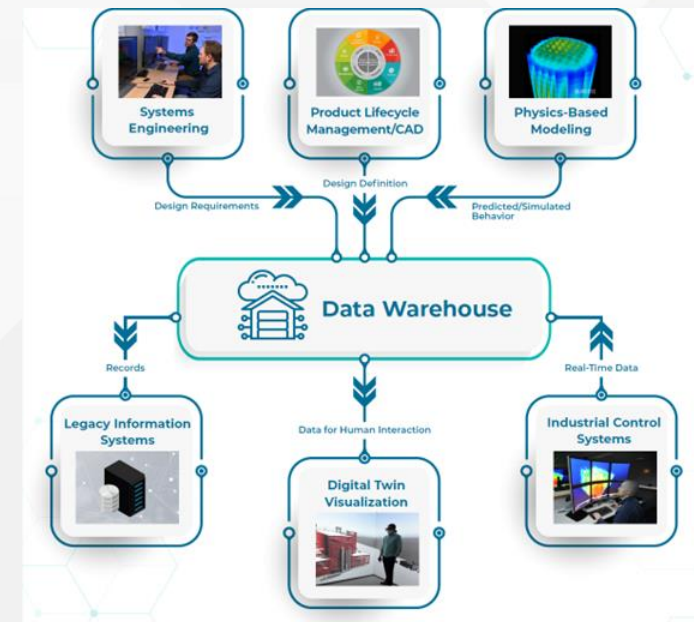 Systems
Engineering
Product Lifecycle
Management/CAD
Physics-Based
Modeling
Design Requirements
Design Definition
Predicted/Simulated
Behavior
Data Warehouse
Records
Data for Human Interaction
Real-Time Data
Legacy Information
Systems
Digital Twin
Visualization
Industrial Control
Systems